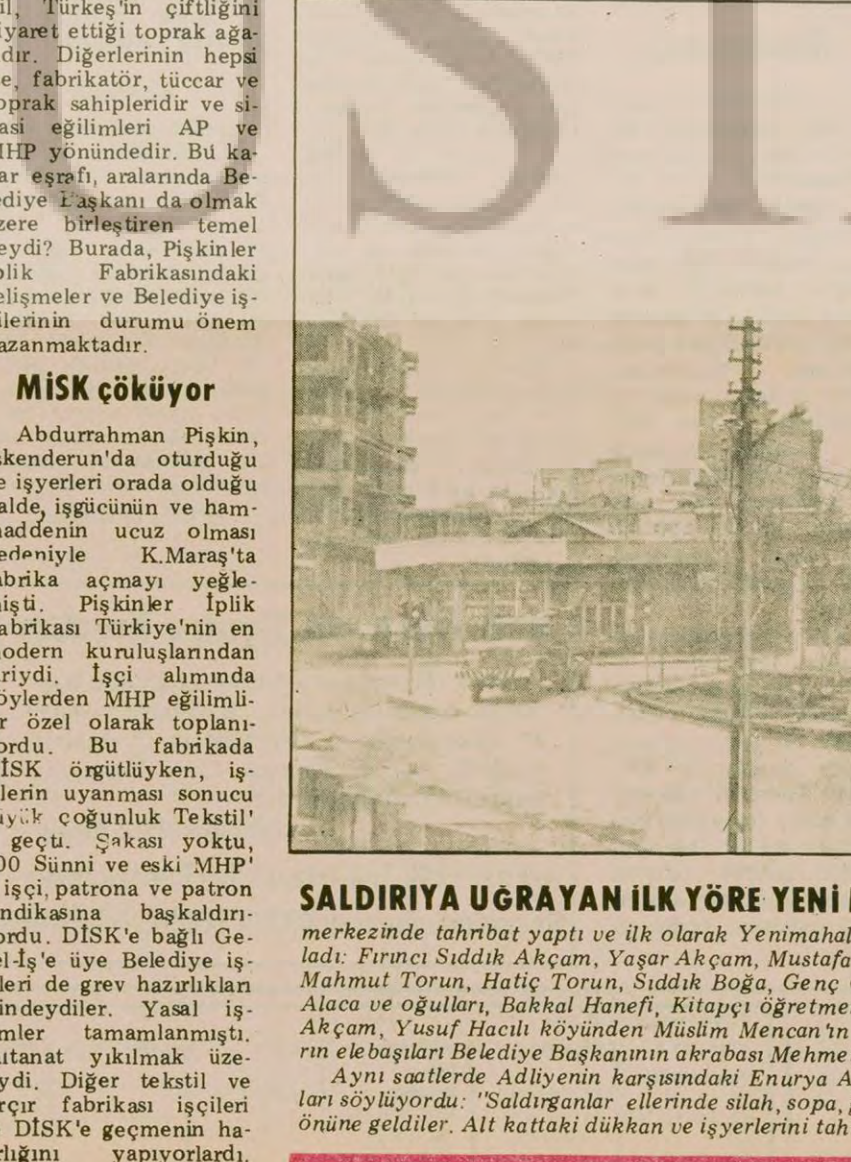 il, Türkeş'in çiftliğini
iyaret ettiği toprak ağa-
dır. Diğerlerinin hepsi
e, fabrikatör, tüccar ve
oprak sahipleridir ve si-
asi eğilimleri AP ve
MHP yönündedir. Bu ka-
ar eşrafı, aralarında Be-
ediye Başkanı da olmak
zere birleştiren temel
eydi? Burada, Pişkinler
plik Fabrikasındaki
elişmeler ve Belediye iş-
ilerinin durumu önem
azanmaktadır.
MİSK çöküyor
Abdurrahman Pişkin,
skenderun'da oturduğu
e işyerleri orada olduğu
alde, işgücünün ve ham-
addenin ucuz olması
edeniyle K.Maraş'ta
abrika açmayı yeğle-
işti. Pişkinler İplik
abrikası Türkiye'nin en
odern kuruluşlarından
riydi. İşçi alımında
öylerden MHP eğilimli-
r özel olarak toplanı-
ordu. Bu fabrikada
İSK örgütlüyken, iş-
lerin uyanması sonucu
üyük çoğunluk Tekstil'
geçti. Şakası yoktu,
00 Sünni ve eski MHP'
işçi, patrona ve patron
ndikasına başkaldırı-
ordu. DİSK'e bağlı Ge-
el-İş'e üye Belediye iş-
leri de grev hazırlıkları
indeydiler. Yasal iş-
mler tamamlanmıştı.
ltanat yıkılmak üze-
ydi. Diğer tekstil ve
rçır fabrikası işçileri
DİSK'e geçmenin ha-
rlığını yapıyorlardı.
SI
SALDIRIYA UĞRAYAN İLK YÖRE YENİ
merkezinde tahribat yaptı ve ilk olarak Yenimahal
ladı: Fırıncı Sıddık Akçam, Yaşar Akçam, Mustafa
Mahmut Torun, Hatiç Torun, Sıddık Boğa, Genç
Alaca ve oğulları, Bakkal Hanefi, Kitapçı öğretme
Akçam, Yusuf Hacılı köyünden Müslim Mencan'ın
rın elebaşıları Belediye Başkanının akrabası Mehme
Aynı saatlerde Adliyenin karşısındaki Enurya A
ları söylüyordu: "Saldırganlar ellerinde silah, sopa,
önüne geldiler. Alt kattaki dükkan ve işyerlerini tah